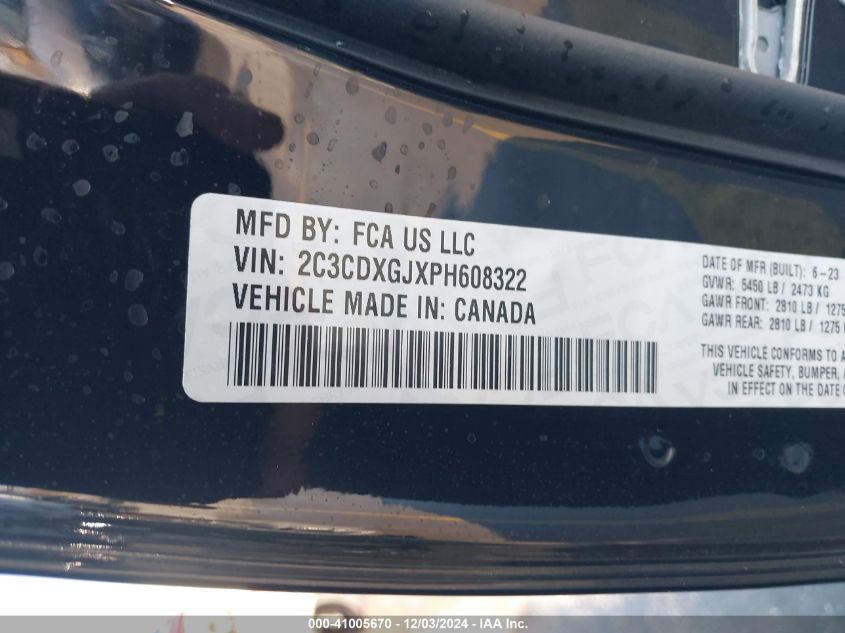 MFD BY: FCA US LLC
VIN: 2C3CDXGJXPH608322
VEHICLE MADE IN: CANADA
DATE OF MFR (BUILT): 6-23
GVWR: 5450 LB / 2473 KG
GAWR FRONT: 2810 LB / 1275
GAWR REAR: 2810 LB / 1275
THIS VEHICLE CONFORMS TO A
VEHICLE SAFETY, BUMPER,
IN EFFECT ON THE DATE
000-41005670 - 12/03/2024 - IAA Inc.